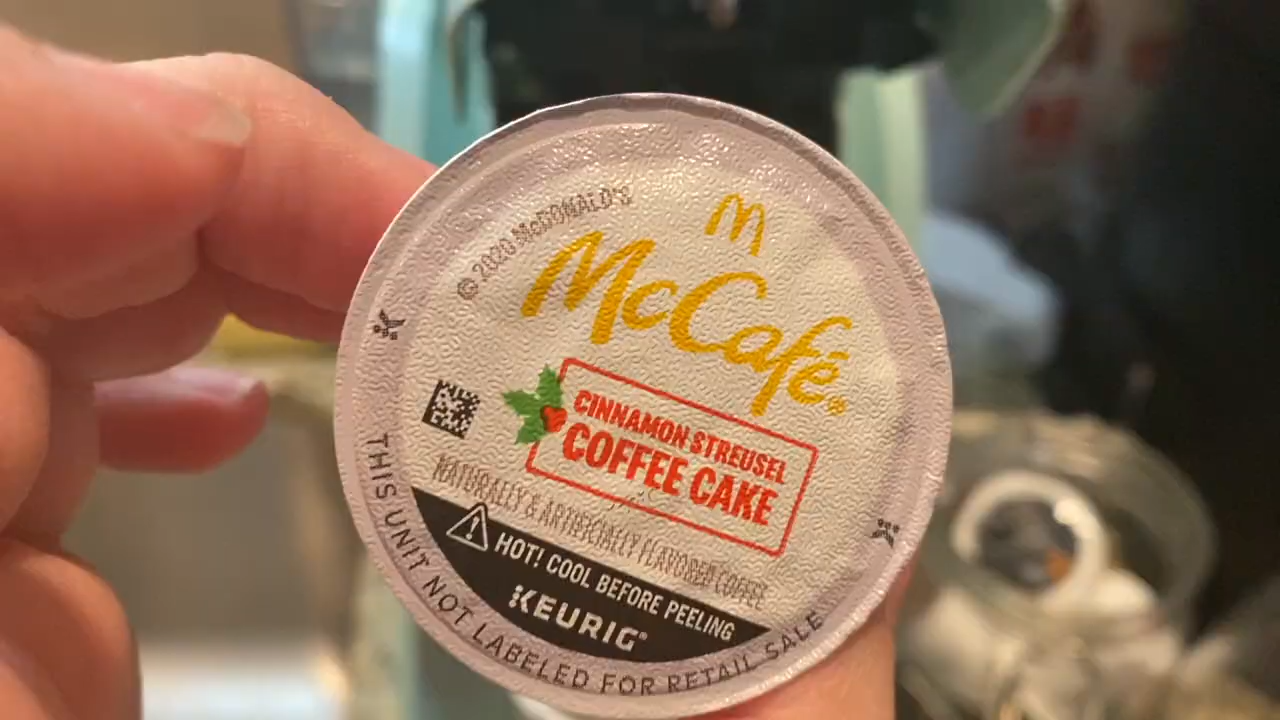 © 2020 McDONALD'S
m
McCafé®
CINNAMON STREUSEL
COFFEE CAKE
NATURALLY & ARTIFICIALLY FLAVORED COFFEE
HOT! COOL BEFORE PEELING
KEURIG®
THIS UNIT NOT LABELED FOR RETAIL SALE